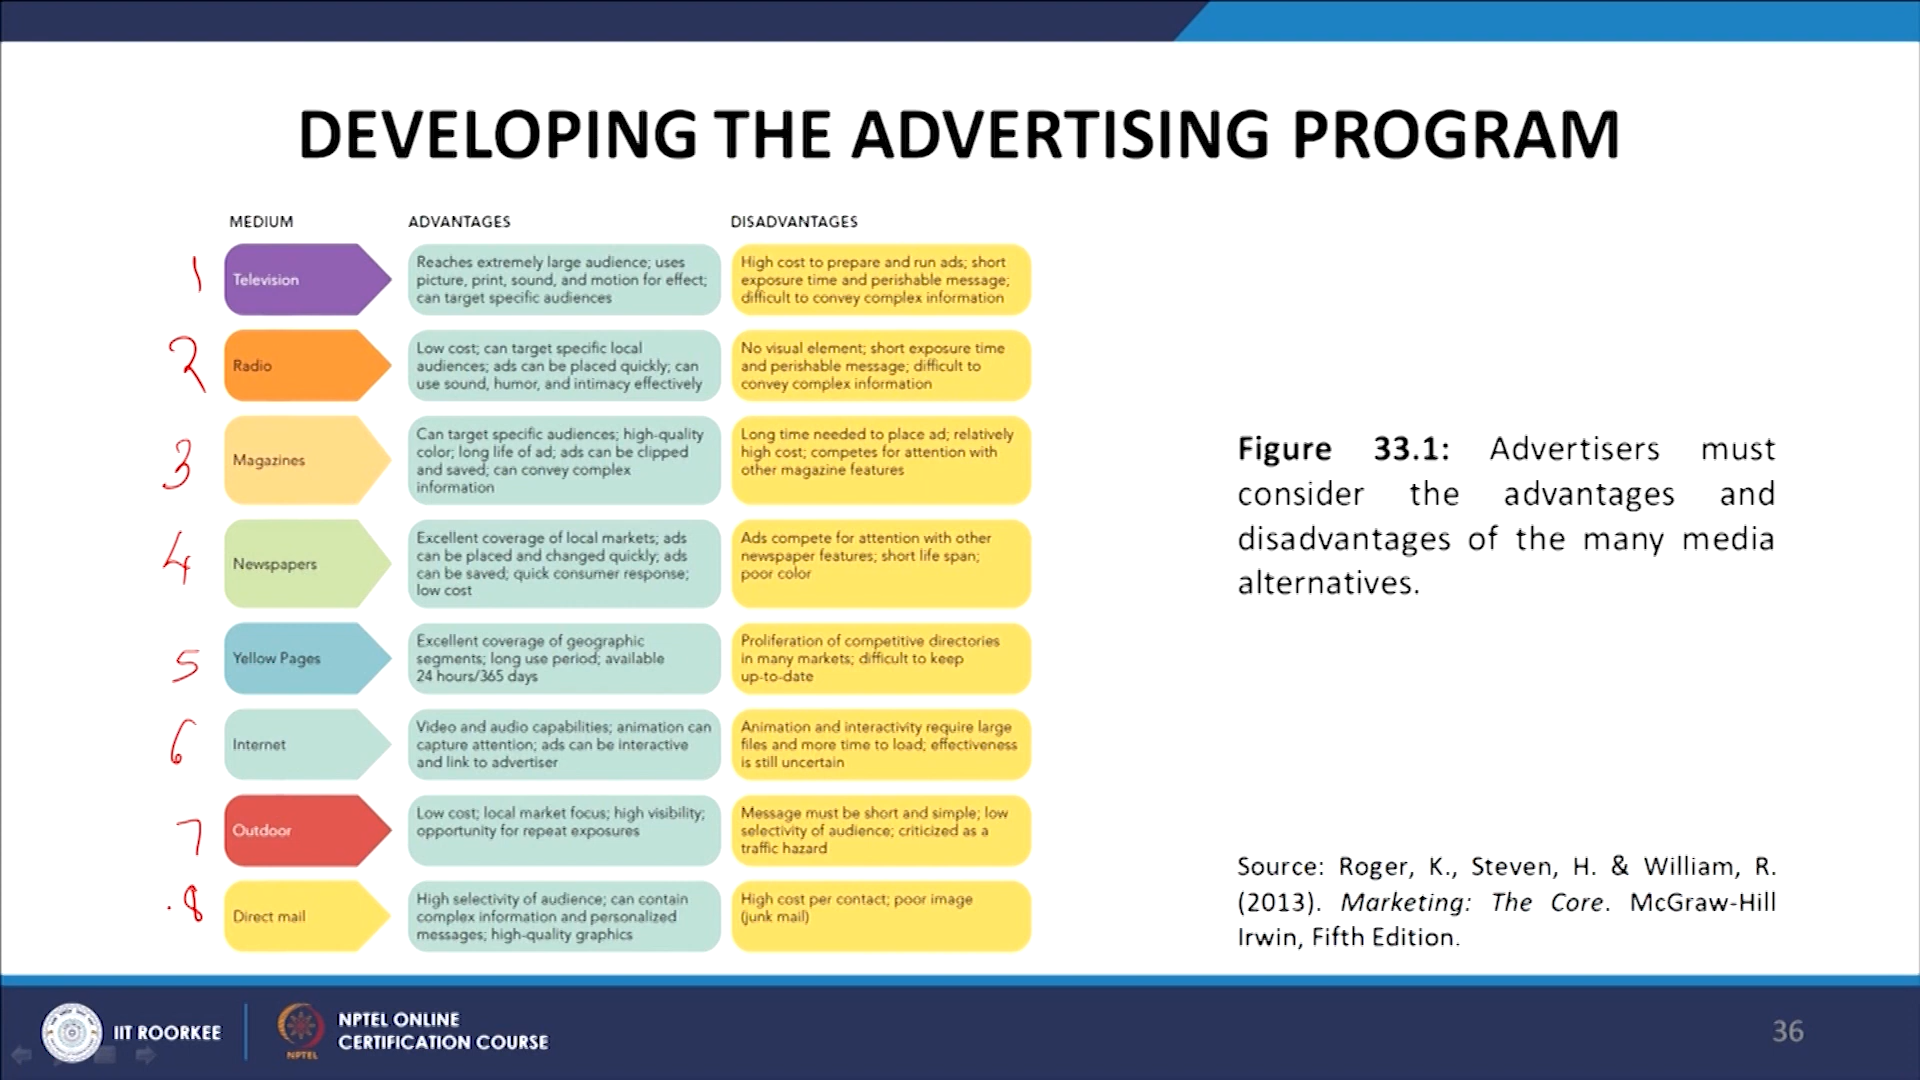 DEVELOPING THE ADVERTISING PROGRAM
MEDIUM ADVANTAGES DISADVANTAGES
1
Television
Reaches extremely large audience; uses
picture, print, sound, and motion for effect;
can target specific audiences
High cost to prepare and run ads; short
exposure time and perishable message;
difficult to convey complex information
2
Radio
Low cost; can target specific local
audiences; ads can be placed quickly; can
use sound, humor, and intimacy effectively
No visual element; short exposure time
and perishable message; difficult to
convey complex information
3
Magazines
Can target specific audiences; high-quality
color; long life of ad; ads can be clipped
and saved; can convey complex
information
Long time needed to place ad; relatively
high cost; competes for attention with
other magazine features
4
Newspapers
Excellent coverage of local markets; ads
can be placed and changed quickly; ads
can be saved; quick consumer response;
low cost
Ads compete for attention with other
newspaper features; short life span;
poor color
5
Yellow Pages
Excellent coverage of geographic
segments; long use period; available
24 hours/365 days
Proliferation of competitive directories
in many markets; difficult to keep
up-to-date
6
Internet
Video and audio capabilities; animation can
capture attention; ads can be interactive
and link to advertiser
Animation and interactivity require large
files and more time to load; effectiveness
is still uncertain
7
Outdoor
Low cost; local market focus; high visibility;
opportunity for repeat exposures
Message must be short and simple; low
selectivity of audience; criticized as a
traffic hazard
8
Direct mail
High selectivity of audience; can contain
complex information and personalized
messages; high-quality graphics
High cost per contact; poor image
(junk mail)
Figure 33.1: Advertisers must
consider the advantages and
disadvantages of the many media
alternatives.
Source: Roger, K., Steven, H. & William, R.
(2013). Marketing: The Core. McGraw-Hill
Irwin, Fifth Edition.
IIT ROORKEE
NPTEL
NPTEL ONLINE
CERTIFICATION COURSE
36